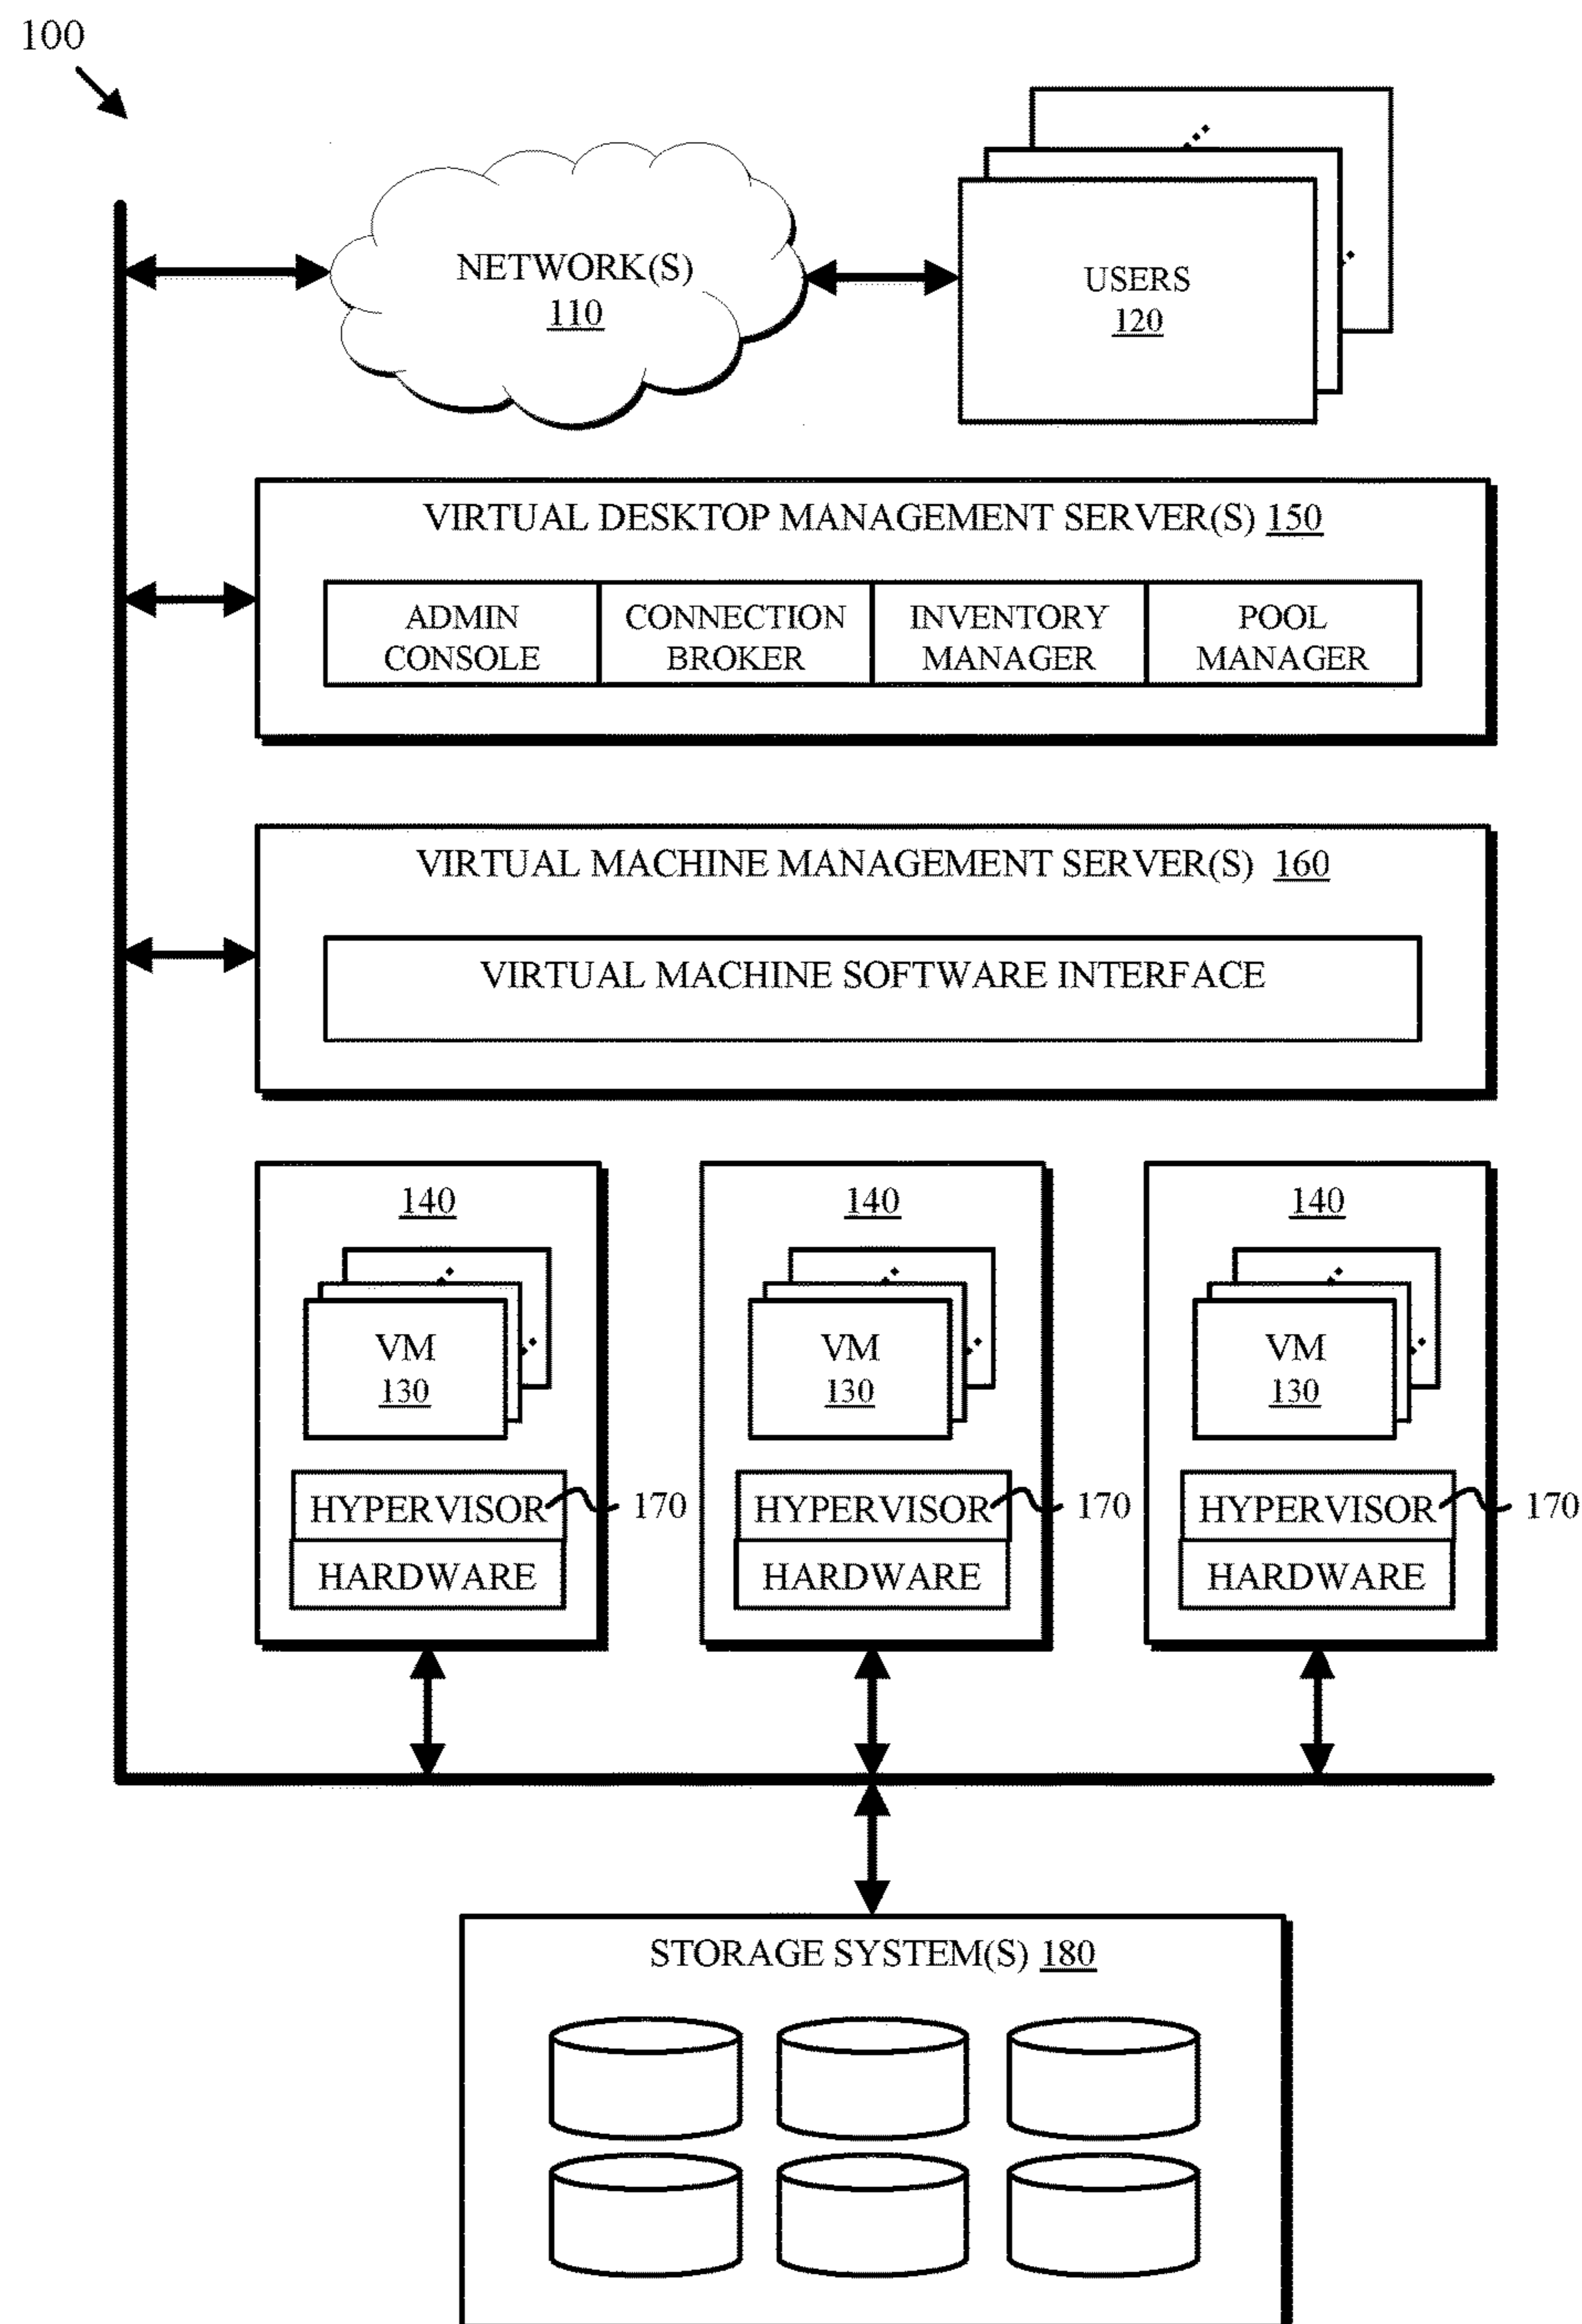 100
NETWORK(S)
110
USERS
120
VIRTUAL DESKTOP MANAGEMENT SERVER(S) 150
ADMIN
CONSOLE
CONNECTION
BROKER
INVENTORY
MANAGER
POOL
MANAGER
VIRTUAL MACHINE MANAGEMENT SERVER(S) 160
VIRTUAL MACHINE SOFTWARE INTERFACE
140
VM
130
HYPERVISOR
170
HARDWARE
140
VM
130
HYPERVISOR
170
HARDWARE
140
VM
130
HYPERVISOR
170
HARDWARE
STORAGE SYSTEM(S) 180